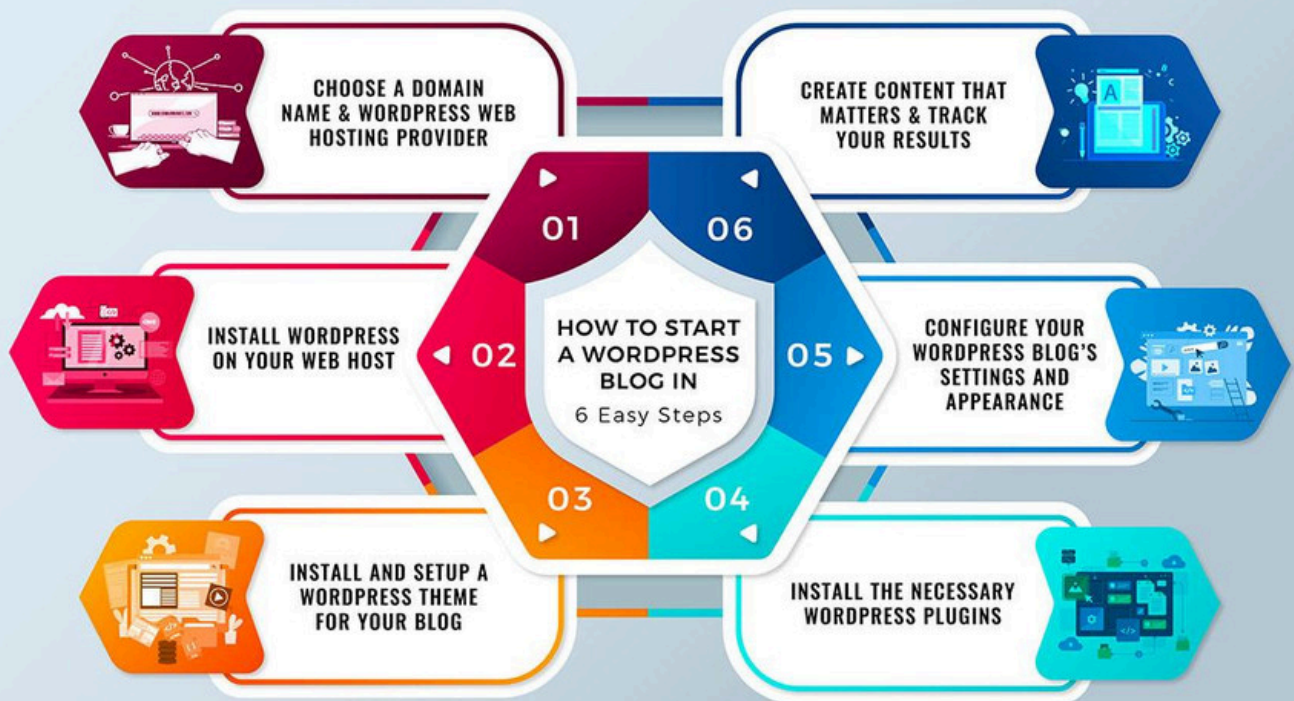 HOW TO START
A WORDPRESS
BLOG IN
6 Easy Steps
01
CHOOSE A DOMAIN
NAME & WORDPRESS WEB
HOSTING PROVIDER
02
INSTALL WORDPRESS
ON YOUR WEB HOST
03
INSTALL AND SETUP A
WORDPRESS THEME
FOR YOUR BLOG
04
INSTALL THE NECESSARY
WORDPRESS PLUGINS
05
CONFIGURE YOUR
WORDPRESS BLOG'S
SETTINGS AND
APPEARANCE
06
CREATE CONTENT THAT
MATTERS & TRACK
YOUR RESULTS
A